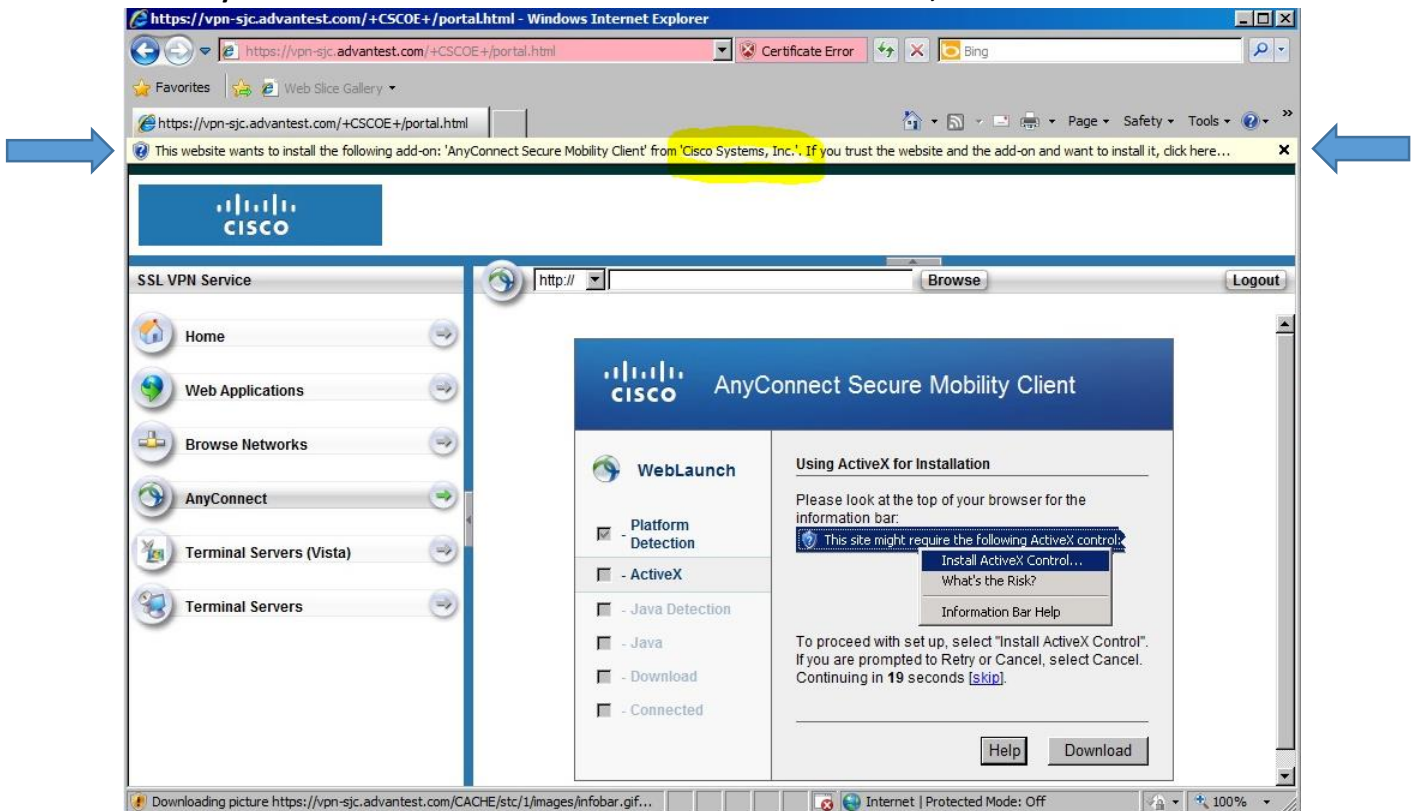 https://vpn-sjc.advantest.com/+CSCOE+/portal.html - Windows Internet Explorer
https://vpn-sjc.advantest.com/+CSCOE+/portal.html
Certificate Error
Bing
Favorites
Web Slice Gallery
https://vpn-sjc.advantest.com/+CSCOE+/portal.html
Page
Safety
Tools
This website wants to install the following add-on: 'AnyConnect Secure Mobility Client' from 'Cisco Systems, Inc.'. If you trust the website and the add-on and want to install it, click here...
CISCO
SSL VPN Service
http://
Browse
Logout
Home
Web Applications
Browse Networks
AnyConnect
Terminal Servers (Vista)
Terminal Servers
CISCO
AnyConnect Secure Mobility Client
WebLaunch
- Platform
Detection
- ActiveX
- Java Detection
- Java
- Download
- Connected
Using ActiveX for Installation
Please look at the top of your browser for the
information bar:
This site might require the following ActiveX control:
Install ActiveX Control...
What's the Risk?
Information Bar Help
To proceed with set up, select "Install ActiveX Control".
If you are prompted to Retry or Cancel, select Cancel.
Continuing in 19 seconds [skip].
Help
Download
Downloading picture https://vpn-sjc.advantest.com/CACHE/stc/1/images/infobar.gif...
Internet | Protected Mode: Off
100%